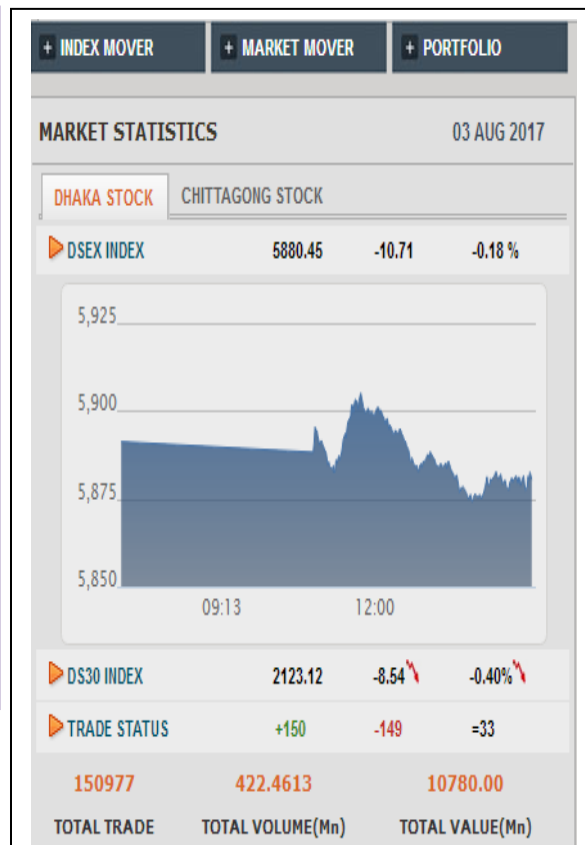 + INDEX MOVER + MARKET MOVER + PORTFOLIO
MARKET STATISTICS 03 AUG 2017
DHAKA STOCK CHITTAGONG STOCK
DSEX INDEX 5880.45 -10.71 -0.18 %
5,925
5,900
5,875
5,850
09:13 12:00
DS30 INDEX 2123.12 -8.54 -0.40%
TRADE STATUS +150 -149 =33
150977 422.4613 10780.00
TOTAL TRADE TOTAL VOLUME(Mn) TOTAL VALUE(Mn)